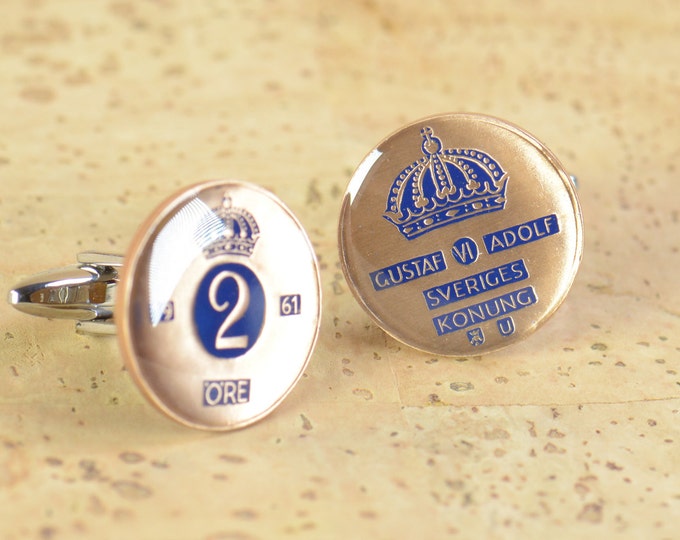 2
61
ÖRE
GUSTAF VI ADOLF
SVERIGES
KONUNG
U